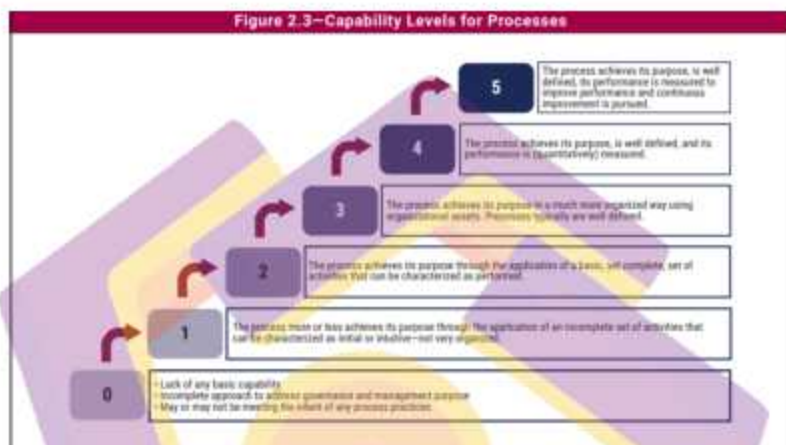 Figure 2.3—Capability Levels for Processes
5
The process achieves its purpose, is well
defined, its performance is measured to
improve performance and continuous
improvement is pursued.
4
The process achieves its purpose, is well defined, and its
performance is (quantitatively) measured.
3
The process achieves its purpose in a much more organized way using
organizational assets. Processes typically are well defined.
2
The process achieves its purpose through the application of a basic, yet complete, set of
activities that can be characterized as performed.
1
The process more or less achieves its purpose through the application of an incomplete set of activities that
can be characterized as initial or intuitive—not very organized.
0
• Lack of any basic capability
• Incomplete approach to address governance and management purpose
• May or may not be meeting the intent of any process practices